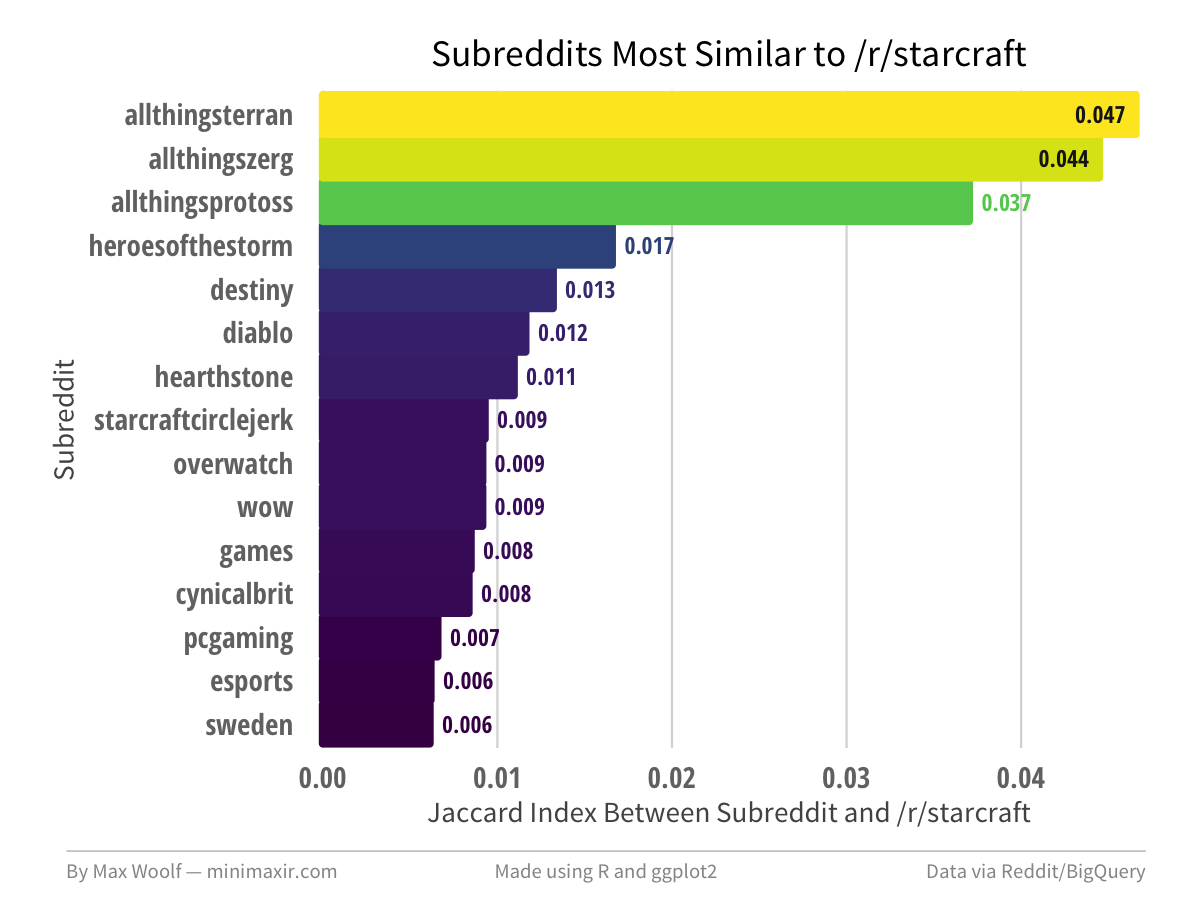 Subreddits Most Similar to /r/starcraft
Subreddit
allthingsterran 0.047
allthingszerg 0.044
allthingsprotoss 0.037
heroesofthestorm 0.017
destiny 0.013
diablo 0.012
hearthstone 0.011
starcraftcirclejerk 0.009
overwatch 0.009
wow 0.009
games 0.008
cynicalbrit 0.008
pcgaming 0.007
esports 0.006
sweden 0.006
0.00 0.01 0.02 0.03 0.04
Jaccard Index Between Subreddit and /r/starcraft
By Max Woolf — minimaxir.com Made using R and ggplot2 Data via Reddit/BigQuery